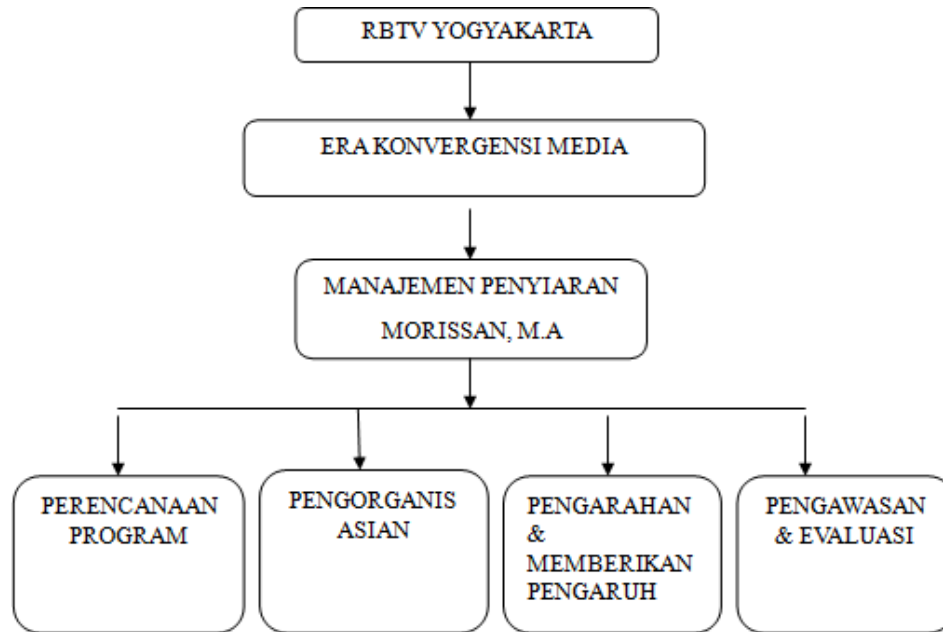 RBTV YOGYAKARTA
ERA KONVERGENSI MEDIA
MANAJEMEN PENYIARAN
MORISSAN, M.A
PERENCANAAN
PROGRAM
PENGORGANIS
ASIAN
PENGARAHAN
&
MEMBERIKAN
PENGARUH
PENGAWASAN
& EVALUASI